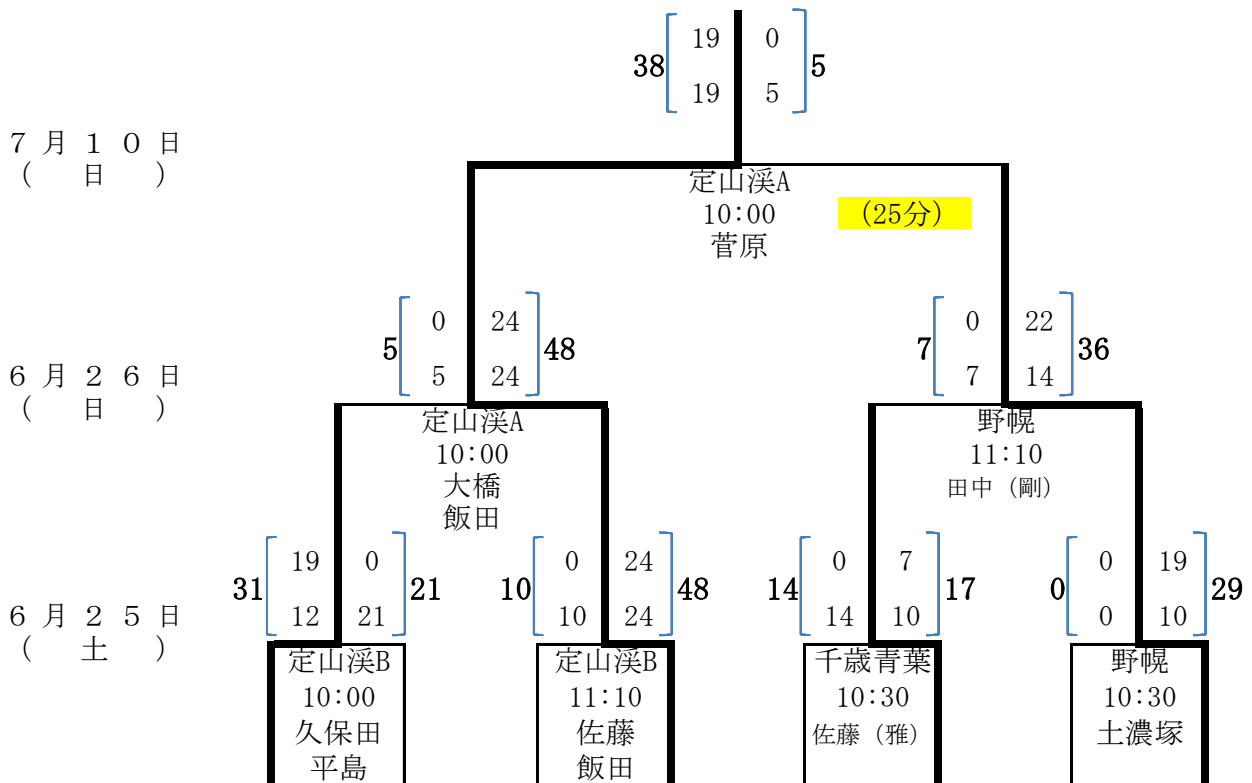 19 0
38 5
19 5
７月１０日
(日)
定山渓A
10:00 (25分)
菅原
0 24 0 22
5 48 7 36
5 24 7 14
６月２６日
(日)
定山渓A 野幌
10:00 11:10
大橋 田中（剛）
飯田
19 0 0 24 0 7 0 19
31 21 10 48 14 17 0 29
12 21 10 24 14 10 0 10
６月２５日
(土)
定山渓B 定山渓B 千歳青葉 野幌
10:00 11:10 10:30 10:30
久保田 佐藤 佐藤（雅） 土濃塚
平島 飯田